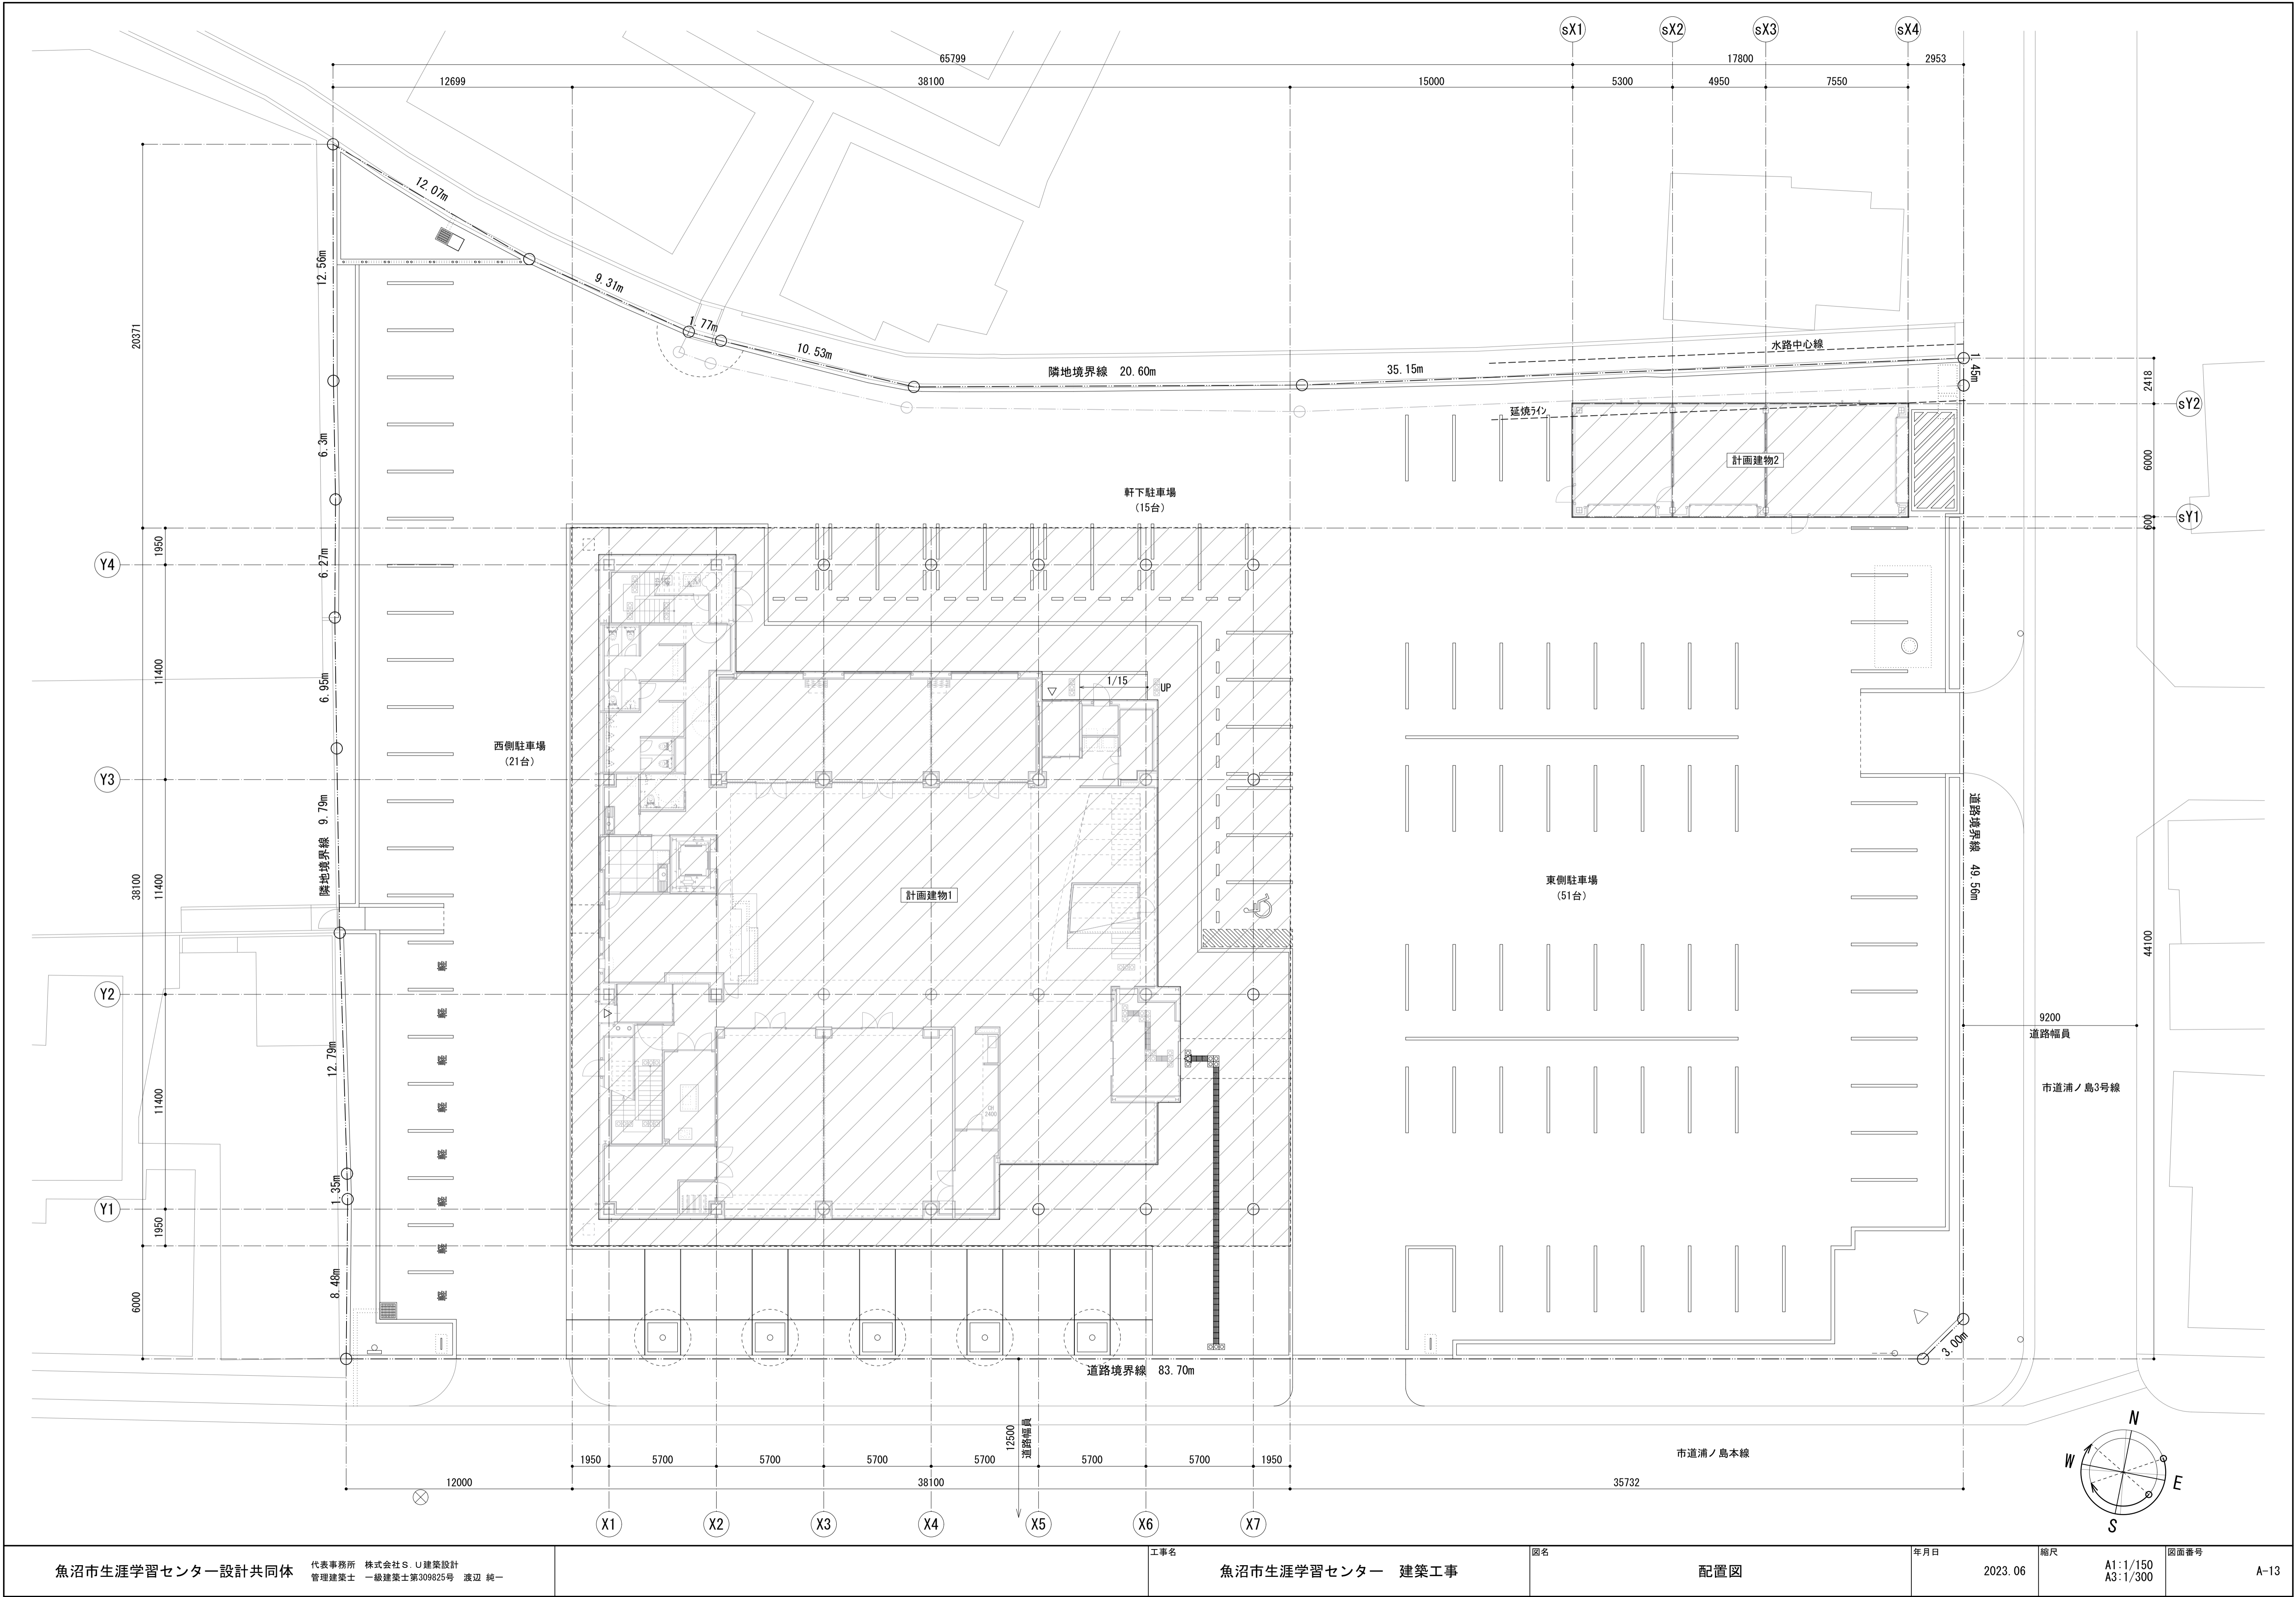 sX1
sX2
sX3
sX4
65799
17800
2953
12699
38100
15000
5300
4950
7550
12.07m
9.31m
1.77m
10.53m
隣地境界線 20.60m
35.15m
水路中心線
1.45m
延焼ライン
計画建物2
2418
sY2
6000
sY1
600
20371
12.56m
6.3m
6.27m
6.95m
隣地境界線 9.79m
12.79m
1.35m
8.48m
軒下駐車場
(15台)
1950
Y4
11400
1/15
UP
西側駐車場
(21台)
Y3
38100
11400
計画建物1
東側駐車場
(51台)
道路境界線 49.56m
44100
軽
軽
軽
軽
軽
軽
軽
軽
Y2
9200
道路幅員
市道浦ノ島3号線
11400
CH
2400
Y1
1950
6000
3.00m
道路境界線 83.70m
12500
道路幅員
市道浦ノ島本線
1950
5700
5700
5700
5700
5700
5700
1950
12000
38100
35732
X1
X2
X3
X4
X5
X6
X7
N
W
E
S
魚沼市生涯学習センター設計共同体
代表事務所 株式会社S.U建築設計
管理建築士 一級建築士第309825号 渡辺 純一
工事名
魚沼市生涯学習センター 建築工事
図名
配置図
年月日
2023.06
縮尺
A1:1/150
A3:1/300
図面番号
A-13